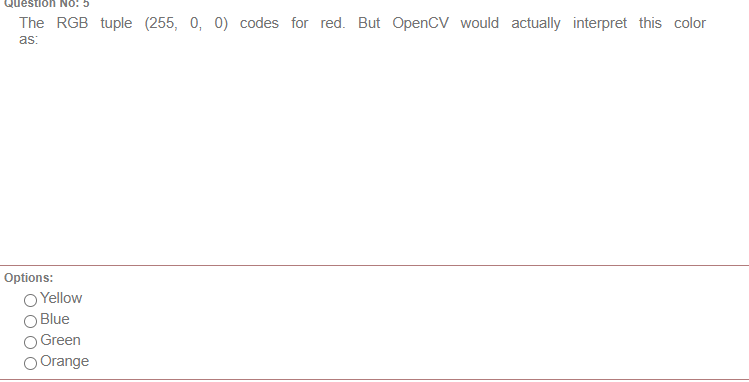 Question No: 5
The RGB tuple (255, 0, 0) codes for red. But OpenCV would actually interpret this color
as:
Options:
Yellow
Blue
Green
Orange